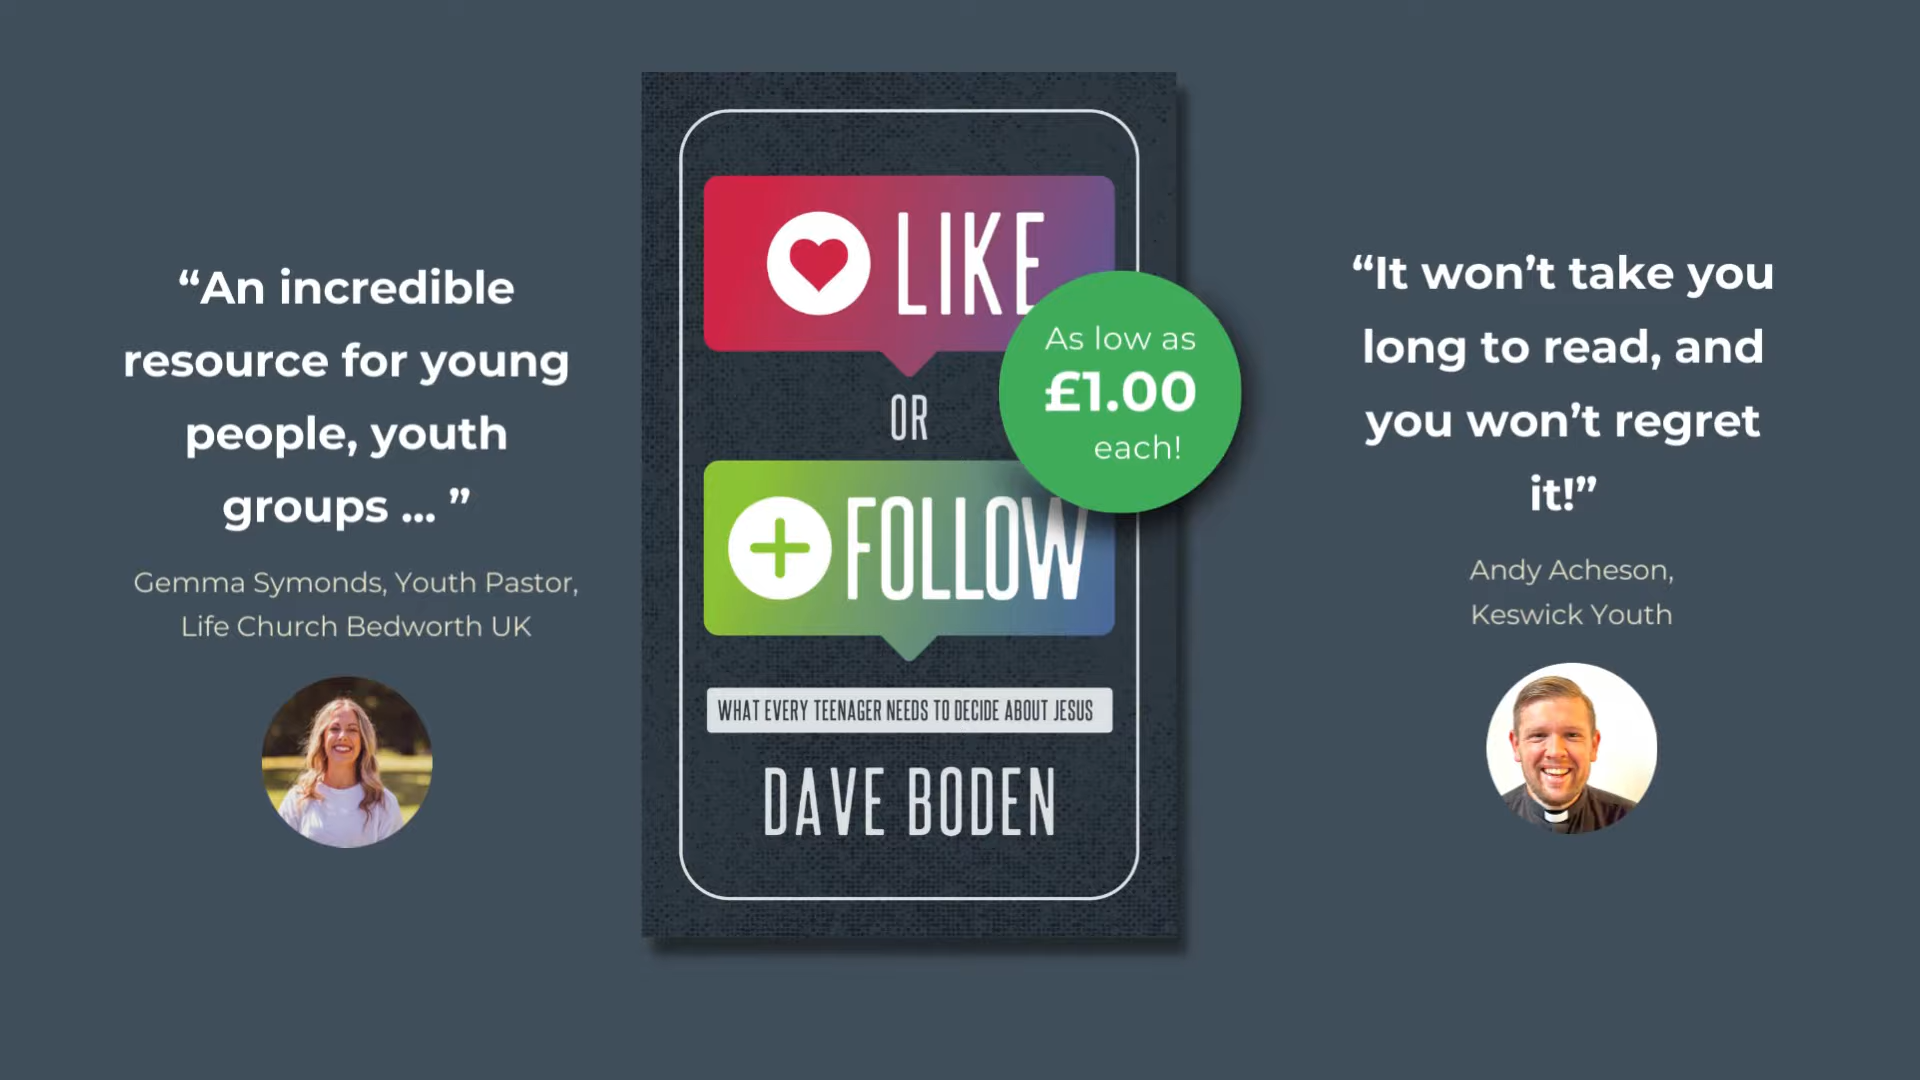 “An incredible
resource for young
people, youth
groups ... ”
Gemma Symonds, Youth Pastor,
Life Church Bedworth UK
LIKE
OR
FOLLOW
WHAT EVERY TEENAGER NEEDS TO DECIDE ABOUT JESUS
DAVE BODEN
As low as
£1.00
each!
“It won’t take you
long to read, and
you won’t regret
it!”
Andy Acheson,
Keswick Youth